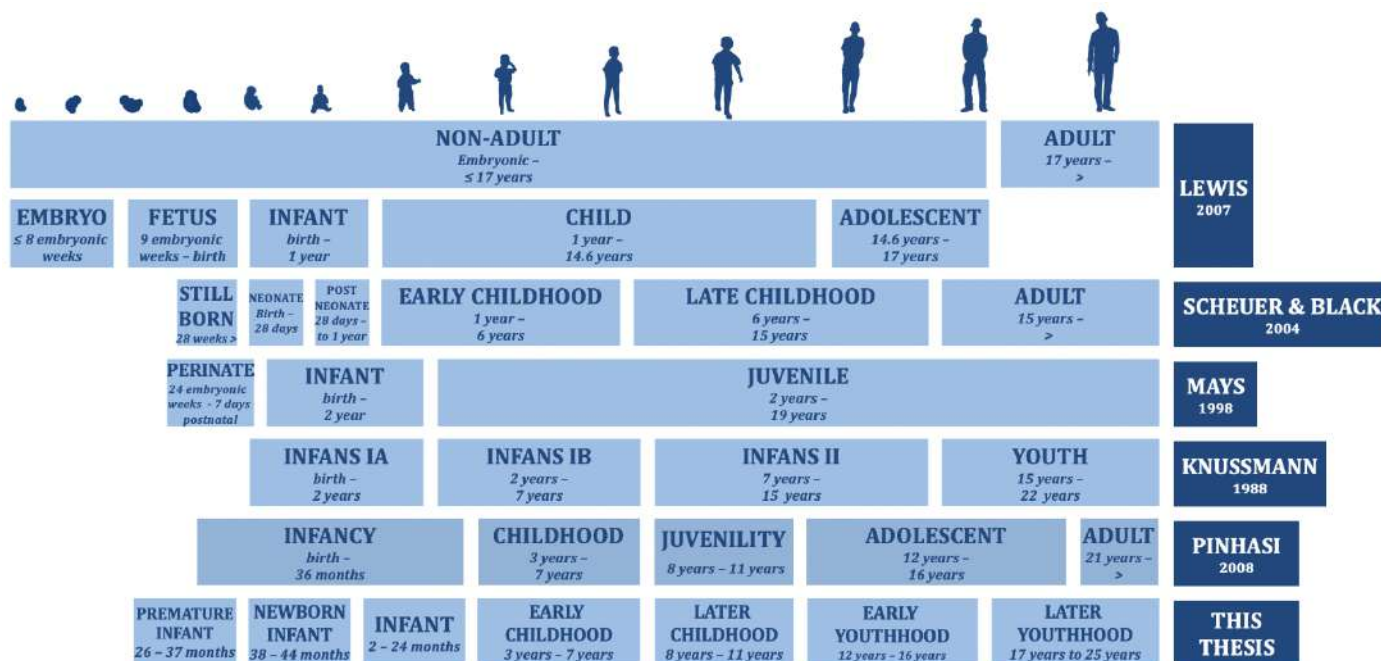 NON-ADULT
Embryonic –
≤ 17 years
ADULT
17 years –
>
LEWIS
2007
EMBRYO
≤ 8 embryonic
weeks
FETUS
9 embryonic
weeks – birth
INFANT
birth –
1 year
CHILD
1 year –
14.6 years
ADOLESCENT
14.6 years –
17 years
STILL
BORN
28 weeks >
NEONATE
Birth –
28 days
POST
NEONATE
28 days –
to 1 year
EARLY CHILDHOOD
1 year –
6 years
LATE CHILDHOOD
6 years –
15 years
ADULT
15 years –
>
SCHEUER & BLACK
2004
PERINATE
24 embryonic
weeks - 7 days
postnatal
INFANT
birth –
2 year
JUVENILE
2 years –
19 years
MAYS
1998
INFANS IA
birth –
2 years
INFANS IB
2 years –
7 years
INFANS II
7 years –
15 years
YOUTH
15 years –
22 years
KNUSSMANN
1988
INFANCY
birth –
36 months
CHILDHOOD
3 years –
7 years
JUVENILITY
8 years – 11 years
ADOLESCENT
12 years –
16 years
ADULT
21 years –
>
PINHASI
2008
PREMATURE
INFANT
26 – 37 months
NEWBORN
INFANT
38 – 44 months
INFANT
2 – 24 months
EARLY
CHILDHOOD
3 years – 7 years
LATER
CHILDHOOD
8 years – 11 years
EARLY
YOUTHHOOD
12 years – 16 years
LATER
YOUTHHOOD
17 years to 25 years
THIS
THESIS